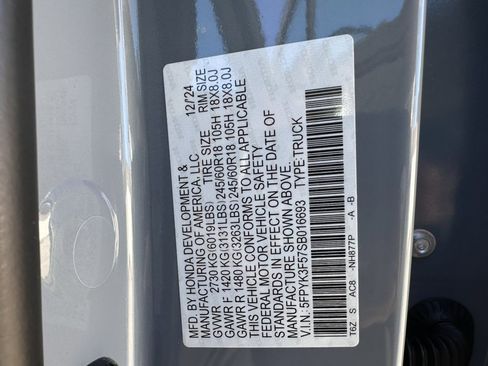 MFD. BY HONDA DEVELOPMENT & 12/24
MANUFACTURING OF AMERICA, LLC.
TIRE SIZE RIM SIZE
GVWR 2730 KG(6019LBS)
GAWR F 1420 KG(3131LBS) 245/60R18 105H 18X8.0J
GAWR R 1480 KG(3263LBS) 245/60R18 105H 18X8.0J
THIS VEHICLE CONFORMS TO ALL APPLICABLE
FEDERAL MOTOR VEHICLE SAFETY
STANDARDS IN EFFECT ON THE DATE OF
MANUFACTURE SHOWN ABOVE.
V.I.N.: 5FPYK3F57SB016693 TYPE:TRUCK
T6Z S AC8 -NH877P -A -B